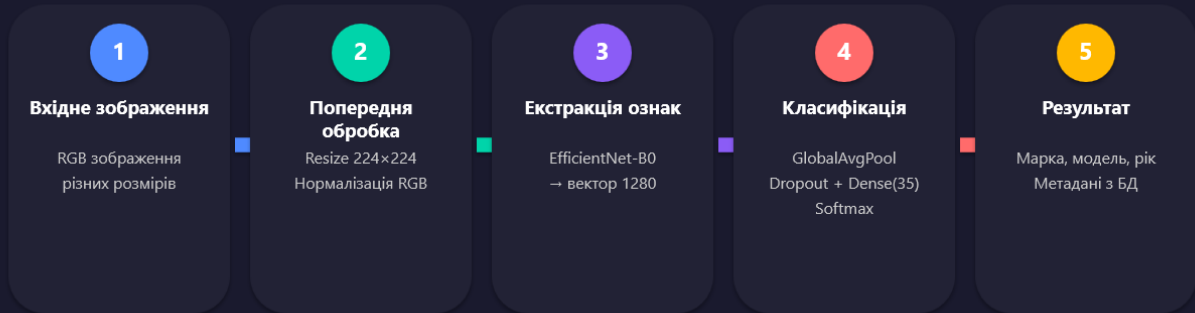 1
Вхідне зображення
RGB зображення
різних розмірів
2
Попередня
обробка
Resize 224×224
Нормалізація RGB
3
Екстракція ознак
EfficientNet-B0
→ вектор 1280
4
Класифікація
GlobalAvgPool
Dropout + Dense(35)
Softmax
5
Результат
Марка, модель, рік
Метадані з БД